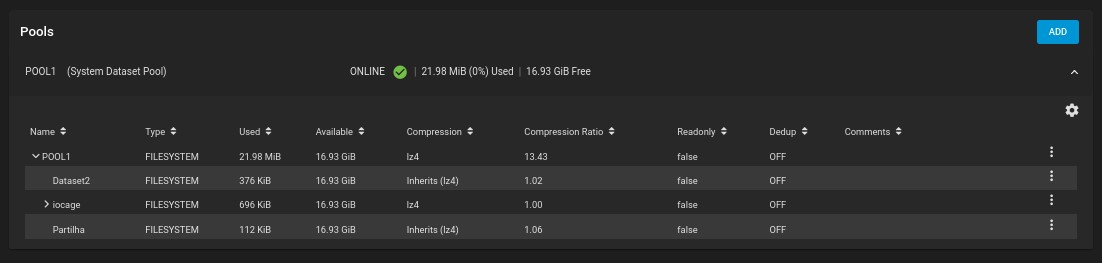 Pools
ADD
POOL1 (System Dataset Pool) ONLINE | 21.98 MiB (0%) Used | 16.93 GiB Free
Name Type Used Available Compression Compression Ratio Readonly Dedup Comments
POOL1 FILESYSTEM 21.98 MiB 16.93 GiB lz4 13.43 false OFF
Dataset2 FILESYSTEM 376 KiB 16.93 GiB Inherits (lz4) 1.02 false OFF
iocage FILESYSTEM 696 KiB 16.93 GiB lz4 1.00 false OFF
Partilha FILESYSTEM 112 KiB 16.93 GiB Inherits (lz4) 1.06 false OFF